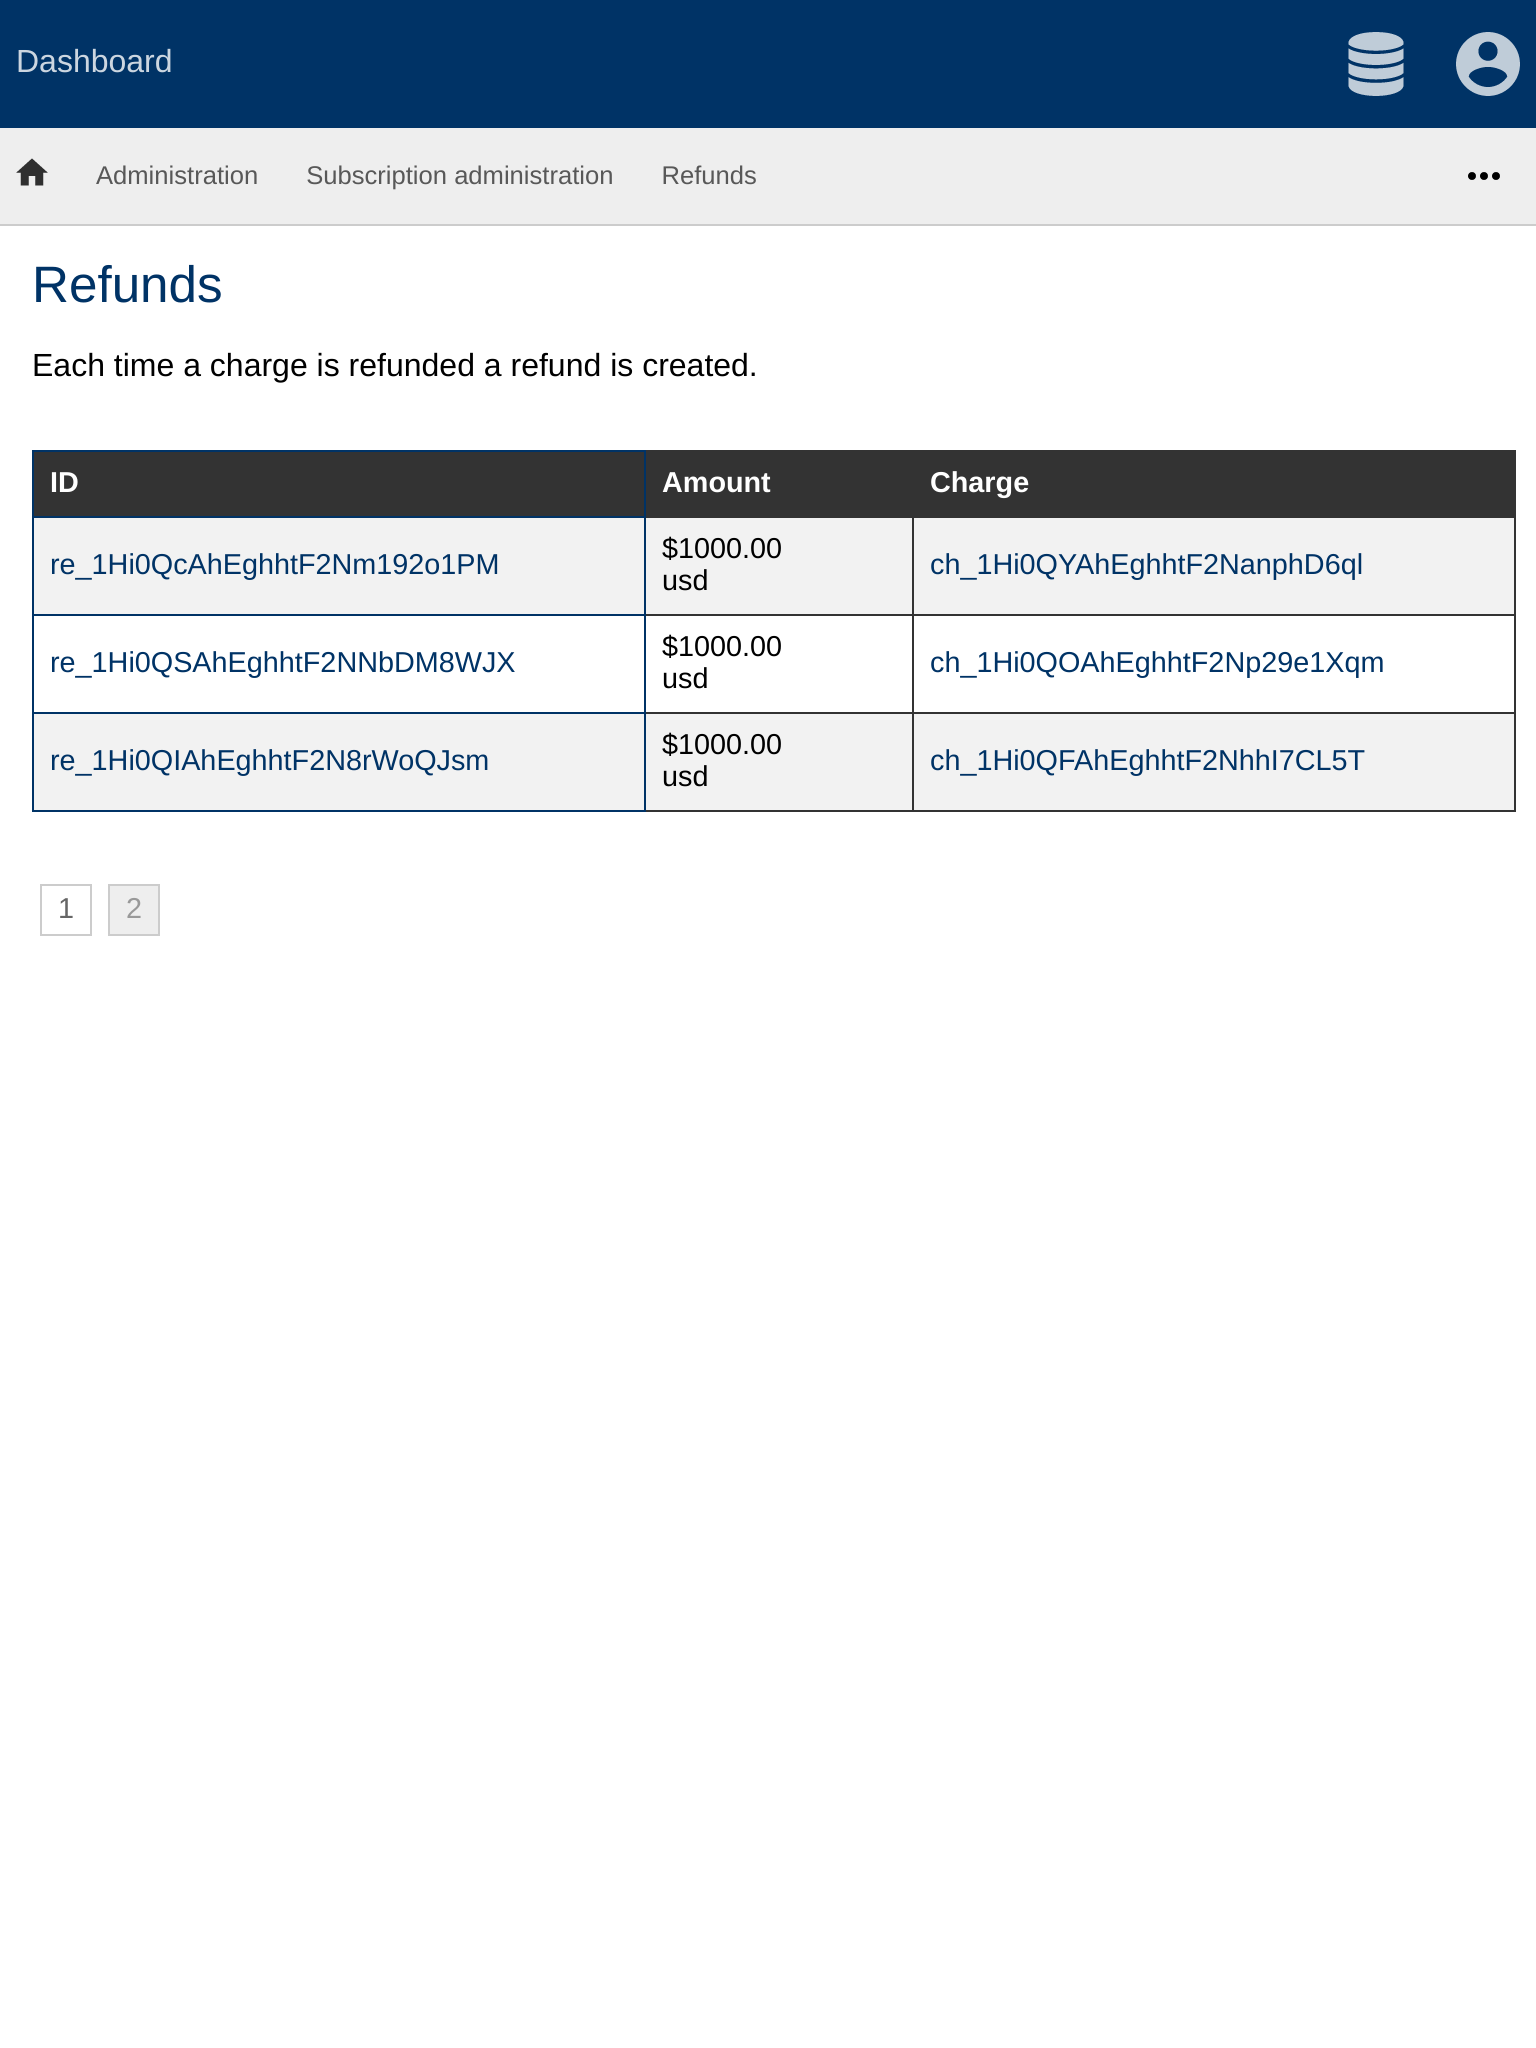 Dashboard
Administration Subscription administration Refunds
Refunds
Each time a charge is refunded a refund is created.
ID Amount Charge
re_1Hi0QcAhEghhtF2Nm192o1PM $1000.00 usd ch_1Hi0QYAhEghhtF2NanphD6ql
re_1Hi0QSAhEghhtF2NNbDM8WJX $1000.00 usd ch_1Hi0QOAhEghhtF2Np29e1Xqm
re_1Hi0QIAhEghhtF2N8rWoQJsm $1000.00 usd ch_1Hi0QFAhEghhtF2NhhI7CL5T
1 2